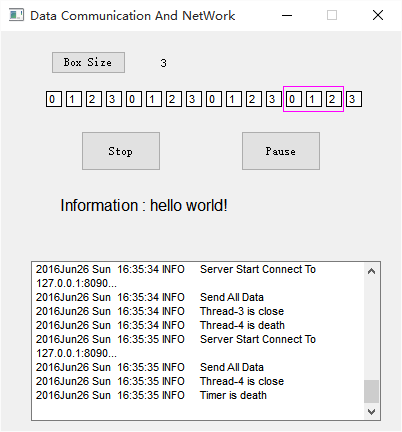 Data Communication And NetWork
Box Size 3
0 1 2 3 0 1 2 3 0 1 2 3 0 1 2 3
Stop Pause
Information : hello world!
2016Jun26 Sun 16:35:34 INFO Server Start Connect To
127.0.0.1:8090...
2016Jun26 Sun 16:35:34 INFO Send All Data
2016Jun26 Sun 16:35:34 INFO Thread-3 is close
2016Jun26 Sun 16:35:34 INFO Thread-4 is death
2016Jun26 Sun 16:35:35 INFO Server Start Connect To
127.0.0.1:8090...
2016Jun26 Sun 16:35:35 INFO Send All Data
2016Jun26 Sun 16:35:35 INFO Thread-4 is close
2016Jun26 Sun 16:35:35 INFO Timer is death